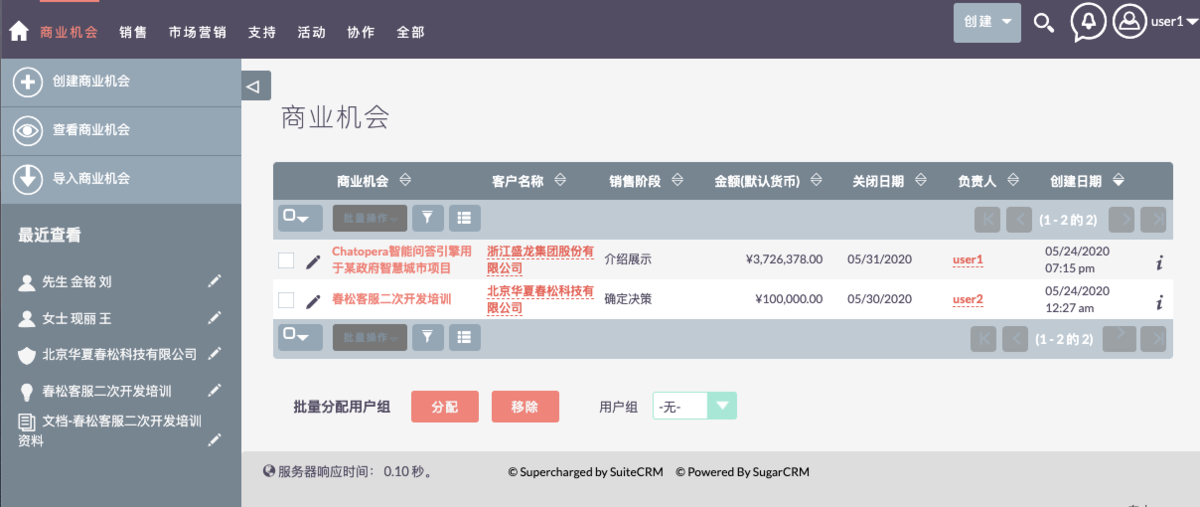 商业机会 销售 市场营销 支持 活动 协作 全部 创建 user1
创建商业机会
查看商业机会
导入商业机会
最近查看
先生 金铭 刘
女士 现丽 王
北京华夏春松科技有限公司
春松客服二次开发培训
文档-春松客服二次开发培训
资料
商业机会
商业机会 客户名称 销售阶段 金额(默认货币) 关闭日期 负责人 创建日期
批量操作 (1 - 2 的 2)
Chatopera智能问答引擎用
于某政府智慧城市项目
浙江盛龙集团股份有
限公司
介绍展示 ¥3,726,378.00 05/31/2020 user1
05/24/2020
07:15 pm
春松客服二次开发培训
北京华夏春松科技有
限公司
确定决策 ¥100,000.00 05/30/2020 user2
05/24/2020
12:27 am
批量操作 (1 - 2 的 2)
批量分配用户组 分配 移除 用户组 -无-
服务器响应时间： 0.10 秒。 © Supercharged by SuiteCRM © Powered By SugarCRM